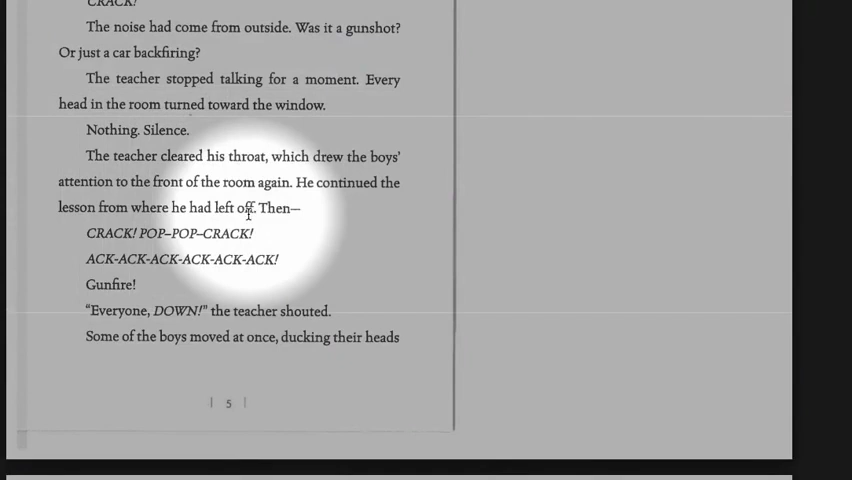 CRACK!
The noise had come from outside. Was it a gunshot?
Or just a car backfiring?
The teacher stopped talking for a moment. Every
head in the room turned toward the window.
Nothing. Silence.
The teacher cleared his throat, which drew the boys'
attention to the front of the room again. He continued the
lesson from where he had left off. Then—
CRACK! POP–POP–CRACK!
ACK-ACK-ACK-ACK-ACK-ACK!
Gunfire!
“Everyone, DOWN!” the teacher shouted.
Some of the boys moved at once, ducking their heads
| 5 |